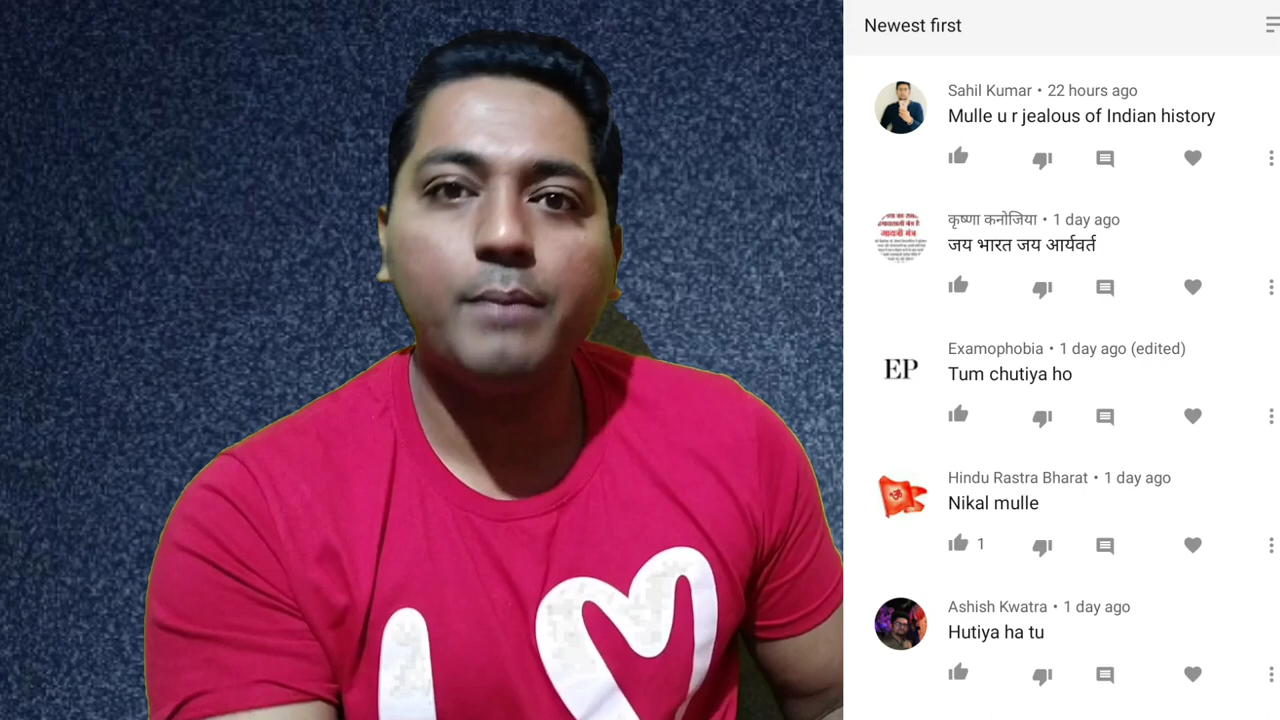 Newest first
Sahil Kumar • 22 hours ago
Mulle u r jealous of Indian history
कृष्णा कनोजिया • 1 day ago
जय भारत जय आर्यवर्त
Examophobia • 1 day ago (edited)
EP
Tum chutiya ho
Hindu Rastra Bharat • 1 day ago
Nikal mulle
1
Ashish Kwatra • 1 day ago
Hutiya ha tu